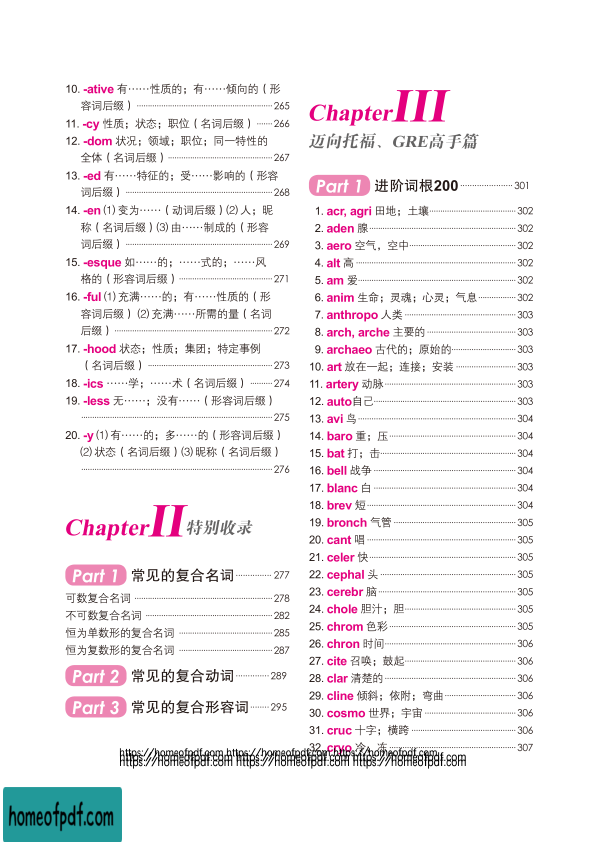 10. -ative 有……性质的；有……倾向的（形
容词后缀） 265
11. -cy 性质；状态；职位（名词后缀） 266
12. -dom 状况；领域；职位；同一特性的
全体（名词后缀） 267
13. -ed 有……特征的；受……影响的（形容
词后缀） 268
14. -en ⑴ 变为……（动词后缀）⑵ 人；昵
称（名词后缀）⑶ 由……制成的（形容
词后缀） 269
15. -esque 如……的；……式的；……风
格的（形容词后缀） 271
16. -ful ⑴ 充满……的；有……性质的（形
容词后缀）⑵ 充满……所需的量（名词
后缀） 272
17. -hood 状态；性质；集团；特定事例
（名词后缀） 273
18. -ics ……学；……术（名词后缀） 274
19. -less 无……；没有……（形容词后缀）
275
20. -y ⑴ 有……的；多……的（形容词后缀）
⑵ 状态（名词后缀）⑶ 昵称（名词后缀）
276
Chapter II 特别收录
Part 1 常见的复合名词 277
可数复合名词 278
不可数复合名词 282
恒为单数形的复合名词 285
恒为复数形的复合名词 287
Part 2 常见的复合动词 289
Part 3 常见的复合形容词 295
Chapter III
迈向托福、GRE高手篇
Part 1 进阶词根200 301
1. acr, agri 田地；土壤 302
2. aden 腺 302
3. aero 空气，空中 302
4. alt 高 302
5. am 爱 302
6. anim 生命；灵魂；心灵；气息 302
7. anthropo 人类 303
8. arch, arche 主要的 303
9. archaeo 古代的；原始的 303
10. art 放在一起；连接；安装 303
11. artery 动脉 303
12. auto自己 303
13. avi 鸟 304
14. baro 重；压 304
15. bat 打；击 304
16. bell 战争 304
17. blanc 白 304
18. brev 短 304
19. bronch 气管 305
20. cant 唱 305
21. celer 快 305
22. cephal 头 305
23. cerebr 脑 305
24. chole 胆汁；胆 305
25. chrom 色彩 305
26. chron 时间 306
27. cite 召唤；鼓起 306
28. clar 清楚的 306
29. cline 倾斜；依附；弯曲 306
30. cosmo 世界；宇宙 306
31. cruc 十字；横跨 306
32. cryo 冷，冻 307
https://homeofpdf.com https://homeofpdf.com https://homeofpdf.com
https://homeofpdf.com https://homeofpdf.com https://homeofpdf.com
homeofpdf.com